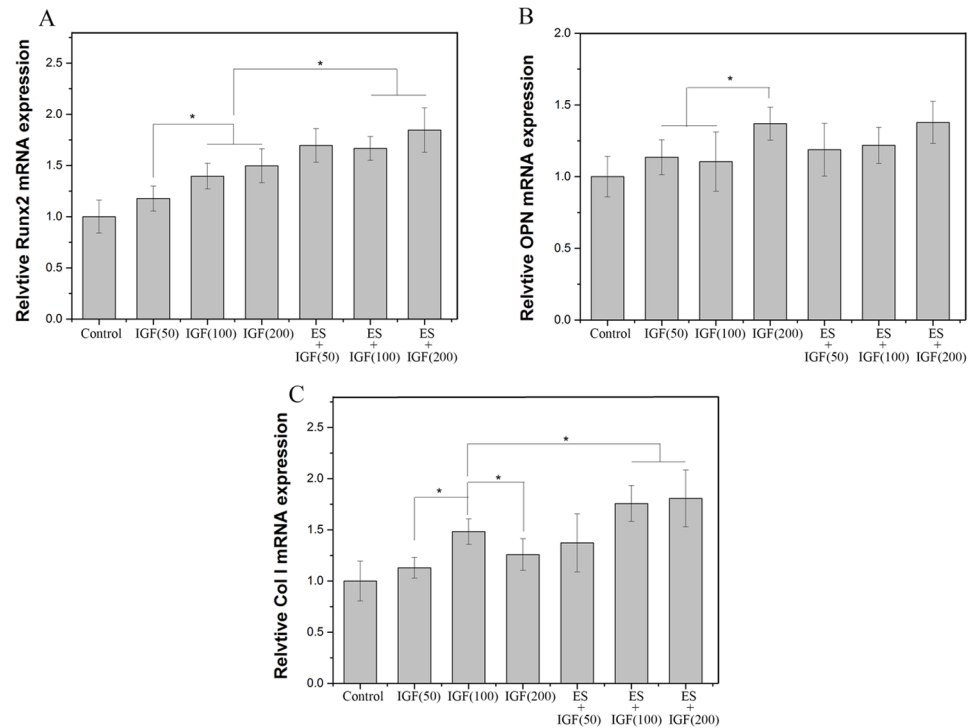 A
Relvtive Runx2 mRNA expression
2.5
2.0
1.5
1.0
0.5
0.0
*
*
Control IGF(50) IGF(100) IGF(200) ES ES ES
+ + +
IGF(50) IGF(100) IGF(200)
B
Relvtive OPN mRNA expression
2.0
1.5
1.0
0.5
0.0
*
Control IGF(50) IGF(100) IGF(200) ES ES ES
+ + +
IGF(50) IGF(100) IGF(200)
C
Relvtive Col I mRNA expression
2.5
2.0
1.5
1.0
0.5
0.0
*
*
*
Control IGF(50) IGF(100) IGF(200) ES ES ES
+ + +
IGF(50) IGF(100) IGF(200)